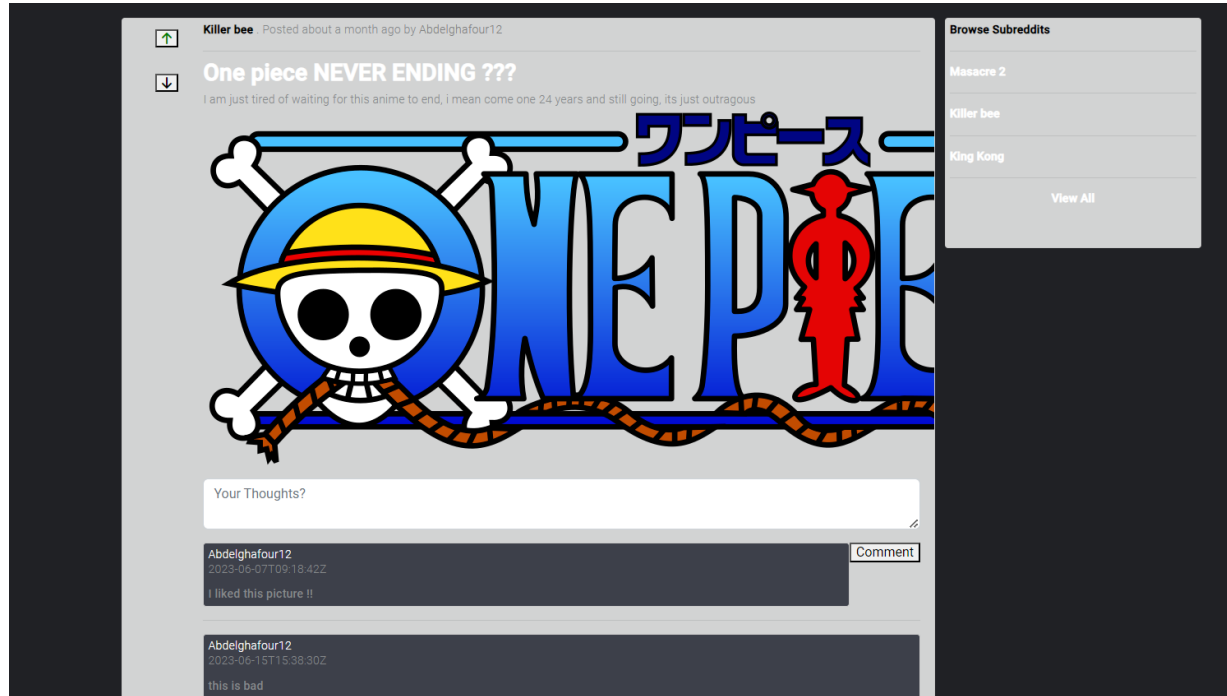 Killer bee . Posted about a month ago by Abdelghafour12
One piece NEVER ENDING ???
I am just tired of waiting for this anime to end, i mean come one 24 years and still going, its just outragous
ワンピース
ONE PIE
Your Thoughts?
Comment
Abdelghafour12
2023-06-07T09:18:42Z
I liked this picture !!
Abdelghafour12
2023-06-15T15:38:30Z
this is bad
Browse Subreddits
Masacre 2
Killer bee
King Kong
View All